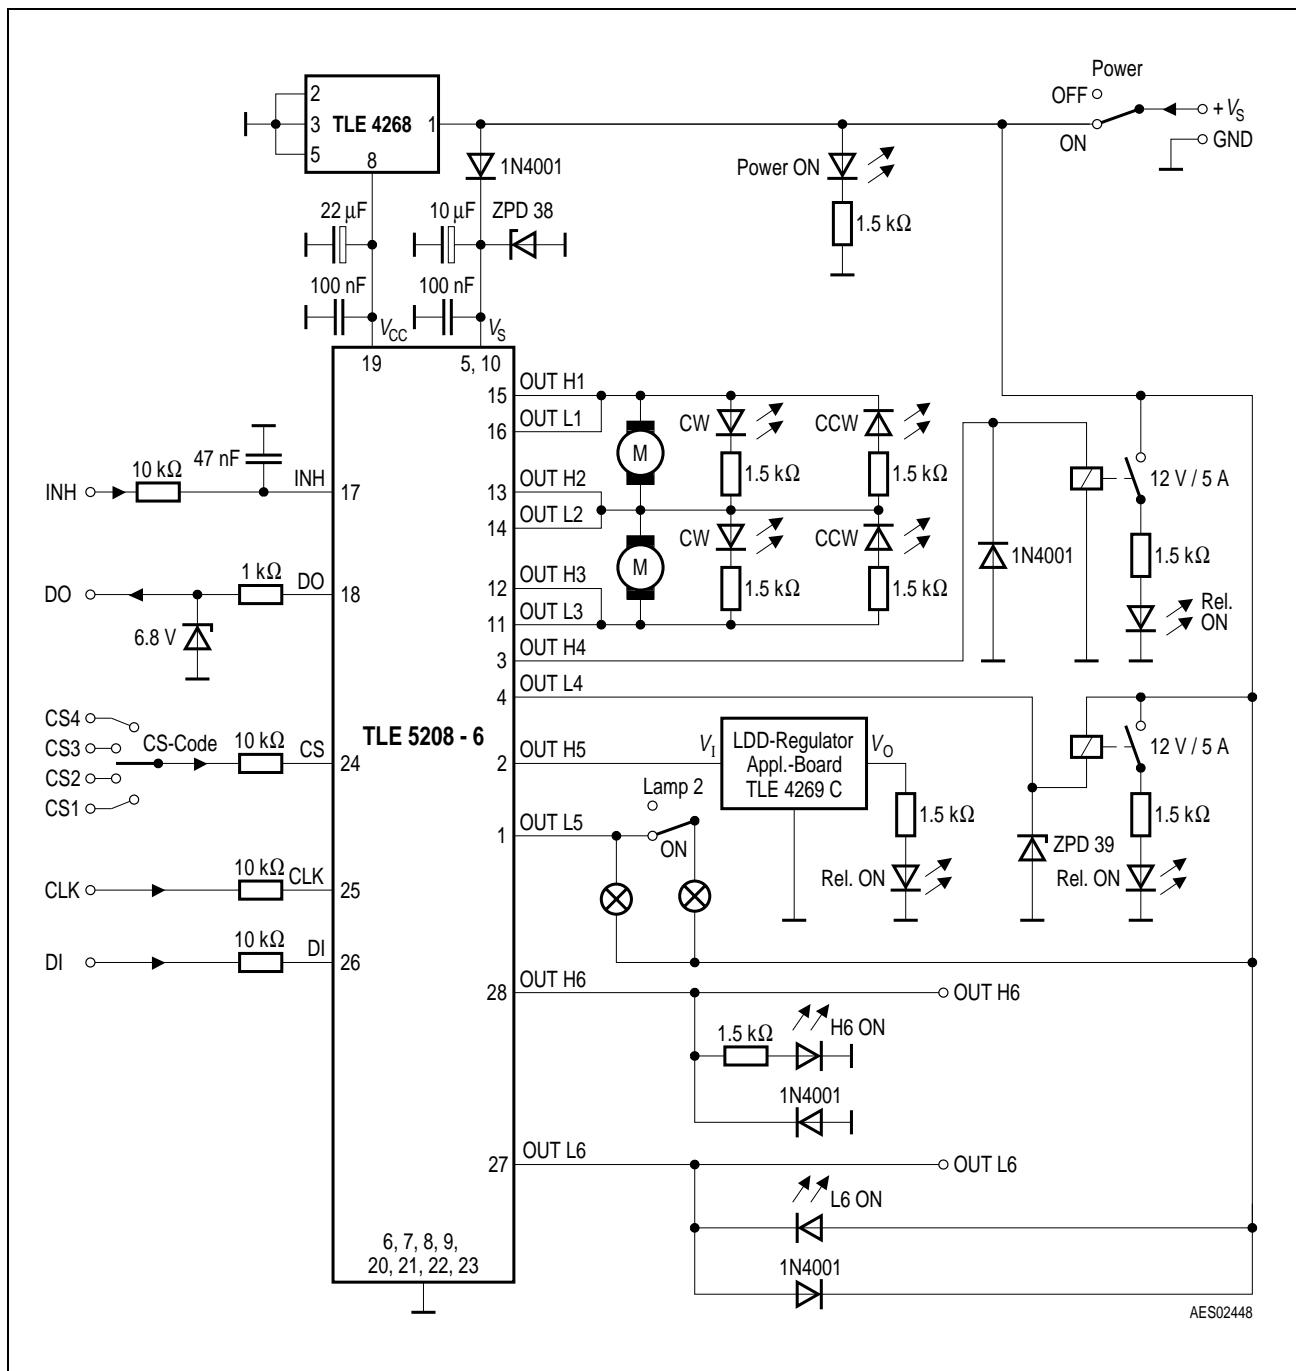 Power
2
OFF
TLE 4268
3
1
+ VS
ON
GND
5
8
1N4001
Power ON
22 µF
10 µF
ZPD 38
1.5 kΩ
100 nF
100 nF
VCC
VS
19
5, 10
15
OUT H1
16
OUT L1
CW
CCW
M
47 nF
10 kΩ
INH
1.5 kΩ
1.5 kΩ
12 V / 5 A
INH
17
13
OUT H2
14
OUT L2
CW
CCW
1N4001
1.5 kΩ
1 kΩ
DO
M
DO
18
12
OUT H3
1.5 kΩ
1.5 kΩ
Rel.
ON
11
OUT L3
6.8 V
3
OUT H4
4
OUT L4
CS4
CS3
CS-Code
10 kΩ
CS
TLE 5208 - 6
VI
LDD-Regulator
VO
12 V / 5 A
24
2
OUT H5
Appl.-Board
CS2
TLE 4269 C
Lamp 2
CS1
1.5 kΩ
1.5 kΩ
1
OUT L5
ON
ZPD 39
10 kΩ
CLK
Rel. ON
Rel. ON
CLK
25
10 kΩ
DI
DI
26
28
OUT H6
OUT H6
1.5 kΩ
H6 ON
1N4001
27
OUT L6
OUT L6
L6 ON
6, 7, 8, 9,
20, 21, 22, 23
1N4001
AES02448